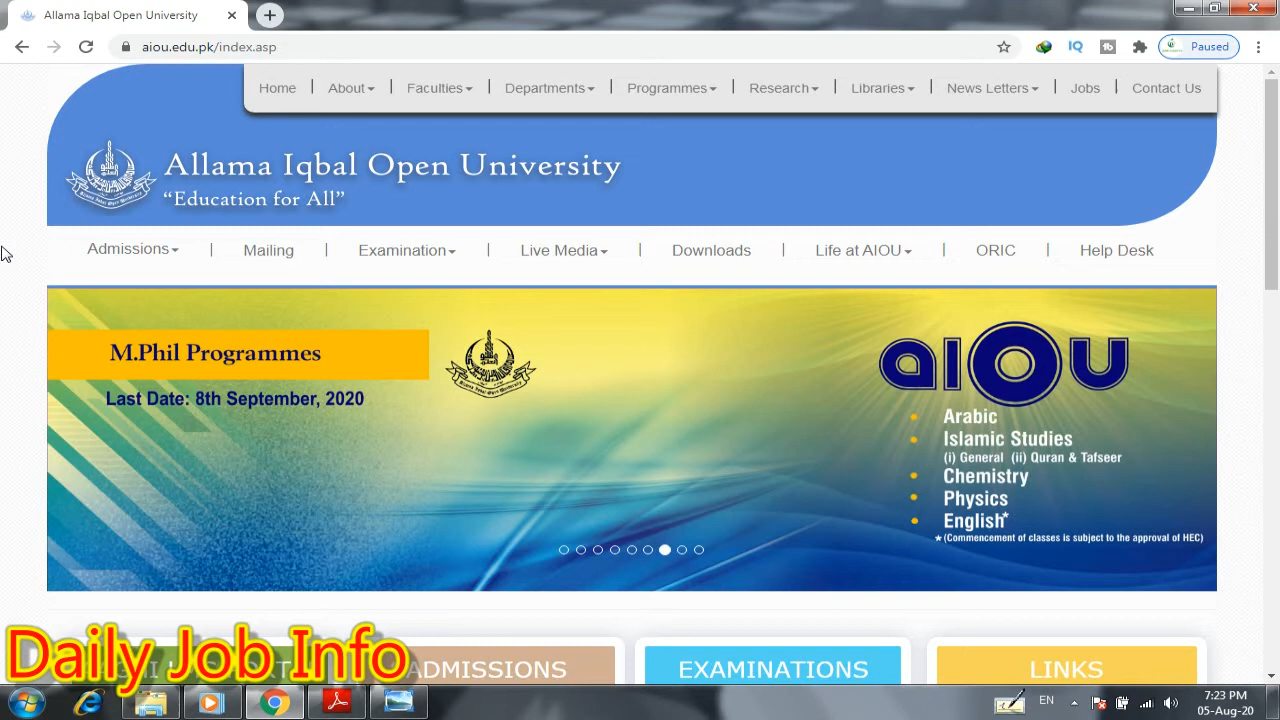 Allama Iqbal Open University
aiou.edu.pk/index.asp
IQ
Paused
Home | About | Faculties | Departments | Programmes | Research | Libraries | News Letters | Jobs | Contact Us
Allama Iqbal Open University
“Education for All”
Admissions | Mailing | Examination | Live Media | Downloads | Life at AIOU | ORIC | Help Desk
M.Phil Programmes
Last Date: 8th September, 2020
AIOU
Arabic
Islamic Studies
(i) General (ii) Quran & Tafseer
Chemistry
Physics
English*
*(Commencement of classes is subject to the approval of HEC)
ADMISSIONS
EXAMINATIONS
LINKS
Daily Job Info
EN
7:23 PM
05-Aug-20